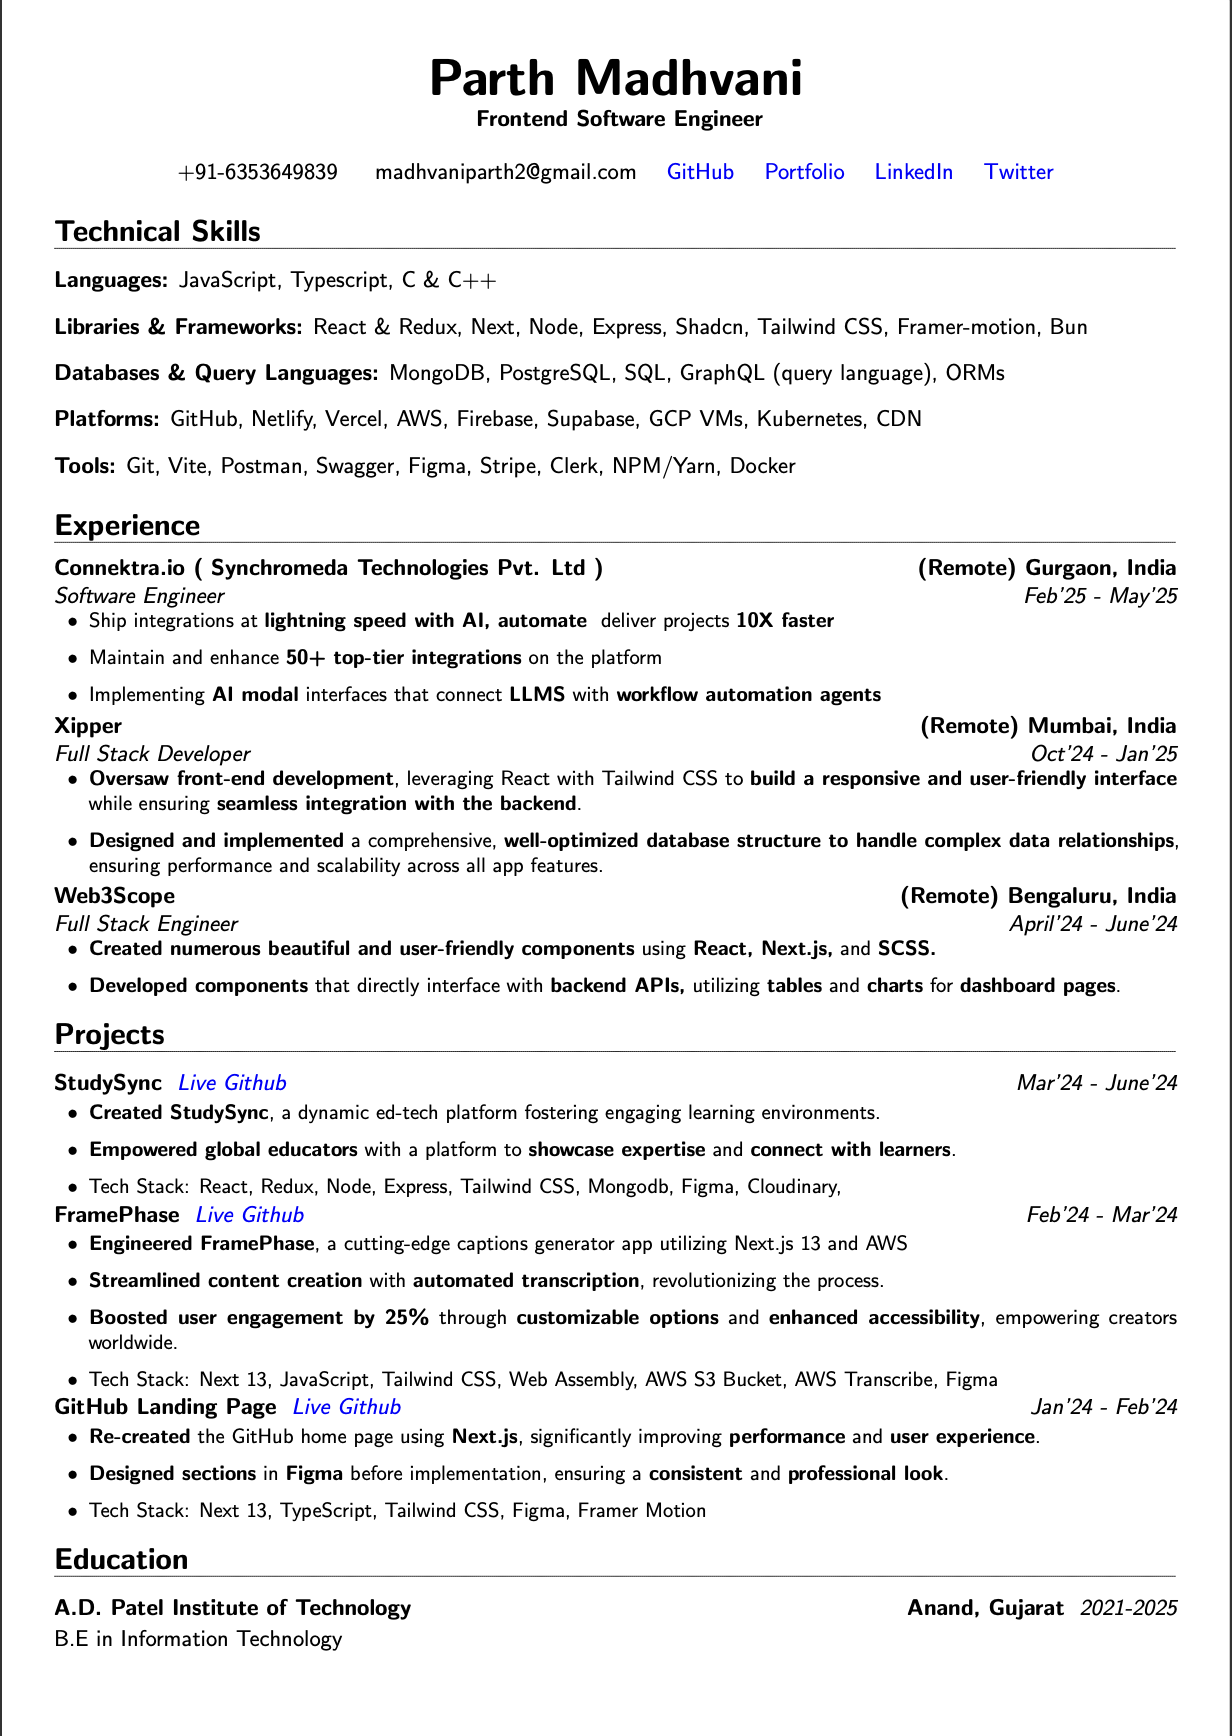 Parth Madhvani
Frontend Software Engineer
+91-6353649839 madhvaniparth2@gmail.com GitHub Portfolio LinkedIn Twitter
Technical Skills
Languages: JavaScript, Typescript, C & C++
Libraries & Frameworks: React & Redux, Next, Node, Express, Shadcn, Tailwind CSS, Framer-motion, Bun
Databases & Query Languages: MongoDB, PostgreSQL, SQL, GraphQL (query language), ORMs
Platforms: GitHub, Netlify, Vercel, AWS, Firebase, Supabase, GCP VMs, Kubernetes, CDN
Tools: Git, Vite, Postman, Swagger, Figma, Stripe, Clerk, NPM/Yarn, Docker
Experience
Connektra.io ( Synchromeda Technologies Pvt. Ltd ) (Remote) Gurgaon, India
Software Engineer Feb'25 - May'25
• Ship integrations at lightning speed with AI, automate deliver projects 10X faster
• Maintain and enhance 50+ top-tier integrations on the platform
• Implementing AI modal interfaces that connect LLMS with workflow automation agents
Xipper (Remote) Mumbai, India
Full Stack Developer Oct'24 - Jan'25
• Oversaw front-end development, leveraging React with Tailwind CSS to build a responsive and user-friendly interface
while ensuring seamless integration with the backend.
• Designed and implemented a comprehensive, well-optimized database structure to handle complex data relationships,
ensuring performance and scalability across all app features.
Web3Scope (Remote) Bengaluru, India
Full Stack Engineer April'24 - June'24
• Created numerous beautiful and user-friendly components using React, Next.js, and SCSS.
• Developed components that directly interface with backend APIs, utilizing tables and charts for dashboard pages.
Projects
StudySync Live Github Mar'24 - June'24
• Created StudySync, a dynamic ed-tech platform fostering engaging learning environments.
• Empowered global educators with a platform to showcase expertise and connect with learners.
• Tech Stack: React, Redux, Node, Express, Tailwind CSS, Mongodb, Figma, Cloudinary,
FramePhase Live Github Feb'24 - Mar'24
• Engineered FramePhase, a cutting-edge captions generator app utilizing Next.js 13 and AWS
• Streamlined content creation with automated transcription, revolutionizing the process.
• Boosted user engagement by 25% through customizable options and enhanced accessibility, empowering creators
worldwide.
• Tech Stack: Next 13, JavaScript, Tailwind CSS, Web Assembly, AWS S3 Bucket, AWS Transcribe, Figma
GitHub Landing Page Live Github Jan'24 - Feb'24
• Re-created the GitHub home page using Next.js, significantly improving performance and user experience.
• Designed sections in Figma before implementation, ensuring a consistent and professional look.
• Tech Stack: Next 13, TypeScript, Tailwind CSS, Figma, Framer Motion
Education
A.D. Patel Institute of Technology Anand, Gujarat 2021-2025
B.E in Information Technology